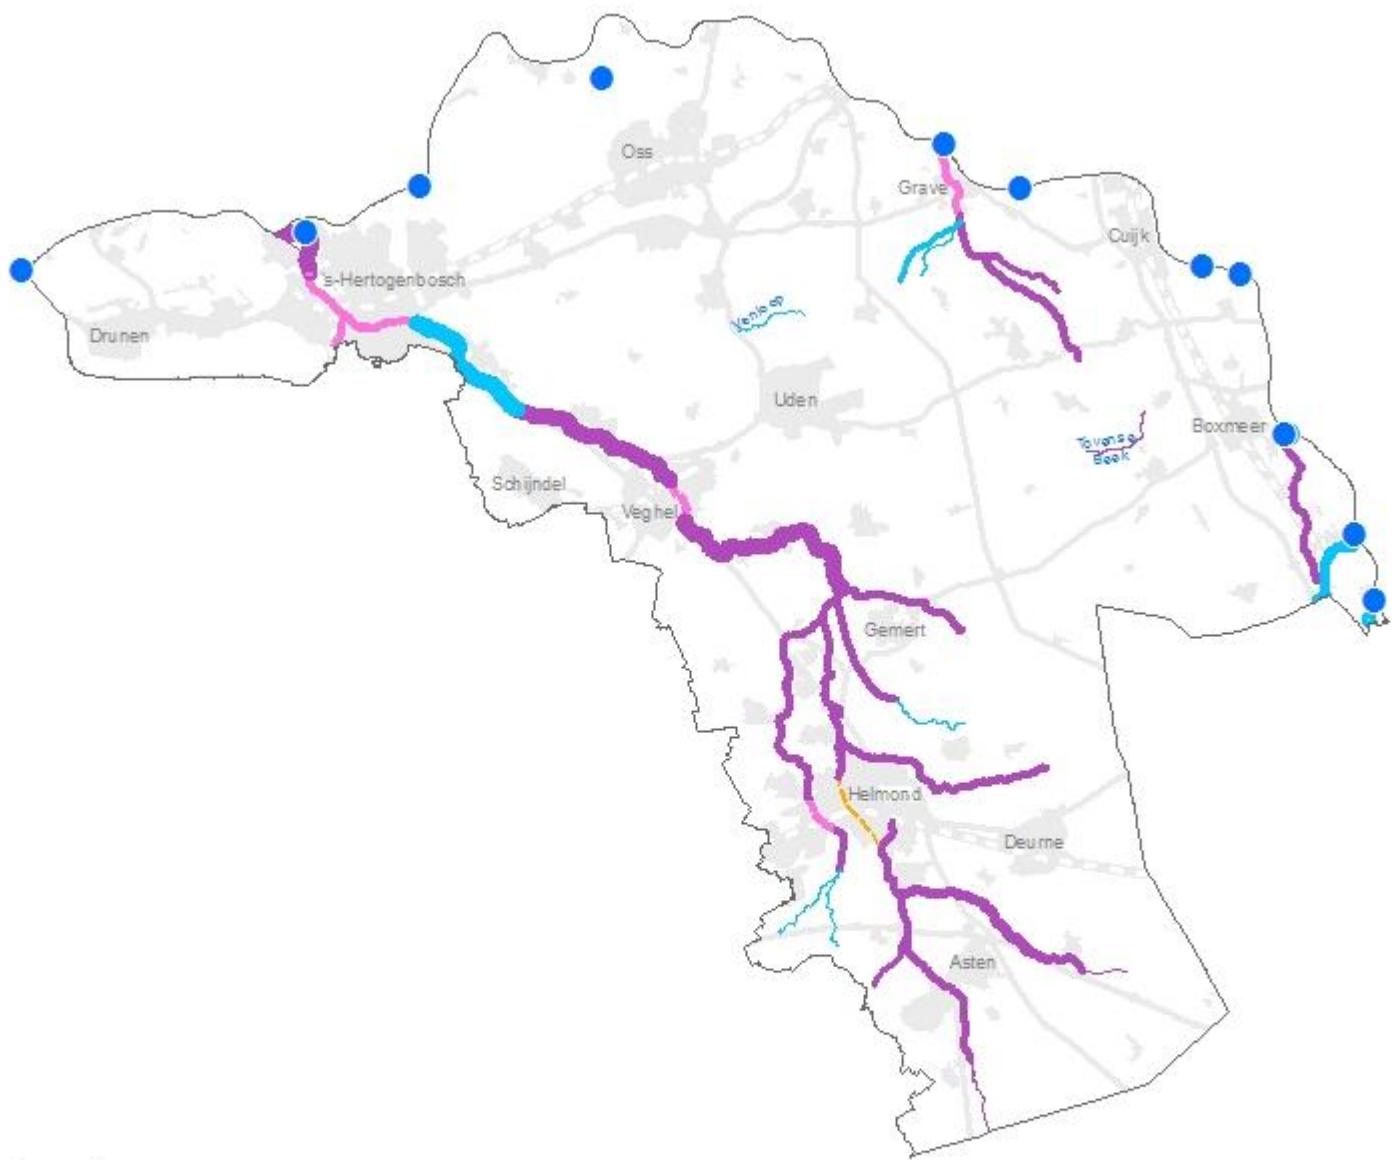 Oss
Grave
Cuijk
's-Hertogenbosch
Venloop
Drunen
Uden
Boxmeer
Tovense
Beek
Schijndel
Veghel
Gemert
Helmond
Deurne
Asten